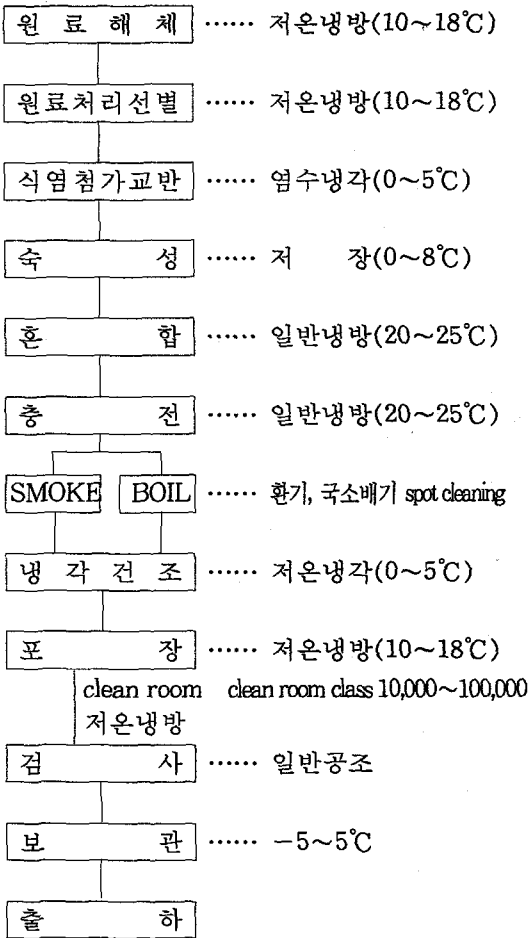 원료해체 …… 저온냉방(10~18℃)
원료처리선별 …… 저온냉방(10~18℃)
식염첨가교반 …… 염수냉각(0~5℃)
숙성 …… 저장(0~8℃)
혼합 …… 일반냉방(20~25℃)
충전 …… 일반냉방(20~25℃)
SMOKE BOIL …… 환기, 국소배기 spot cleaning
냉각건조 …… 저온냉각(0~5℃)
포장 …… 저온냉방(10~18℃)
clean room clean room class 10,000~100,000
저온냉방
검사 …… 일반공조
보관 …… -5~5℃
출하